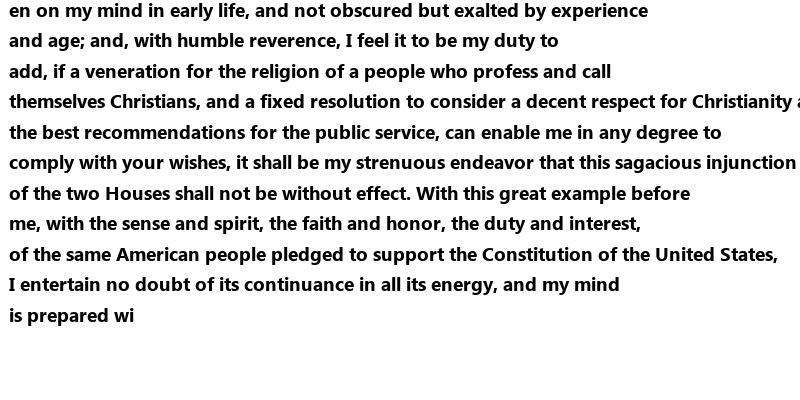 en on my mind in early life, and not obscured but exalted by experience
and age; and, with humble reverence, I feel it to be my duty to
add, if a veneration for the religion of a people who profess and call
themselves Christians, and a fixed resolution to consider a decent respect for Christianity
the best recommendations for the public service, can enable me in any degree to
comply with your wishes, it shall be my strenuous endeavor that this sagacious injunction
of the two Houses shall not be without effect. With this great example before
me, with the sense and spirit, the faith and honor, the duty and interest,
of the same American people pledged to support the Constitution of the United States,
I entertain no doubt of its continuance in all its energy, and my mind
is prepared wi